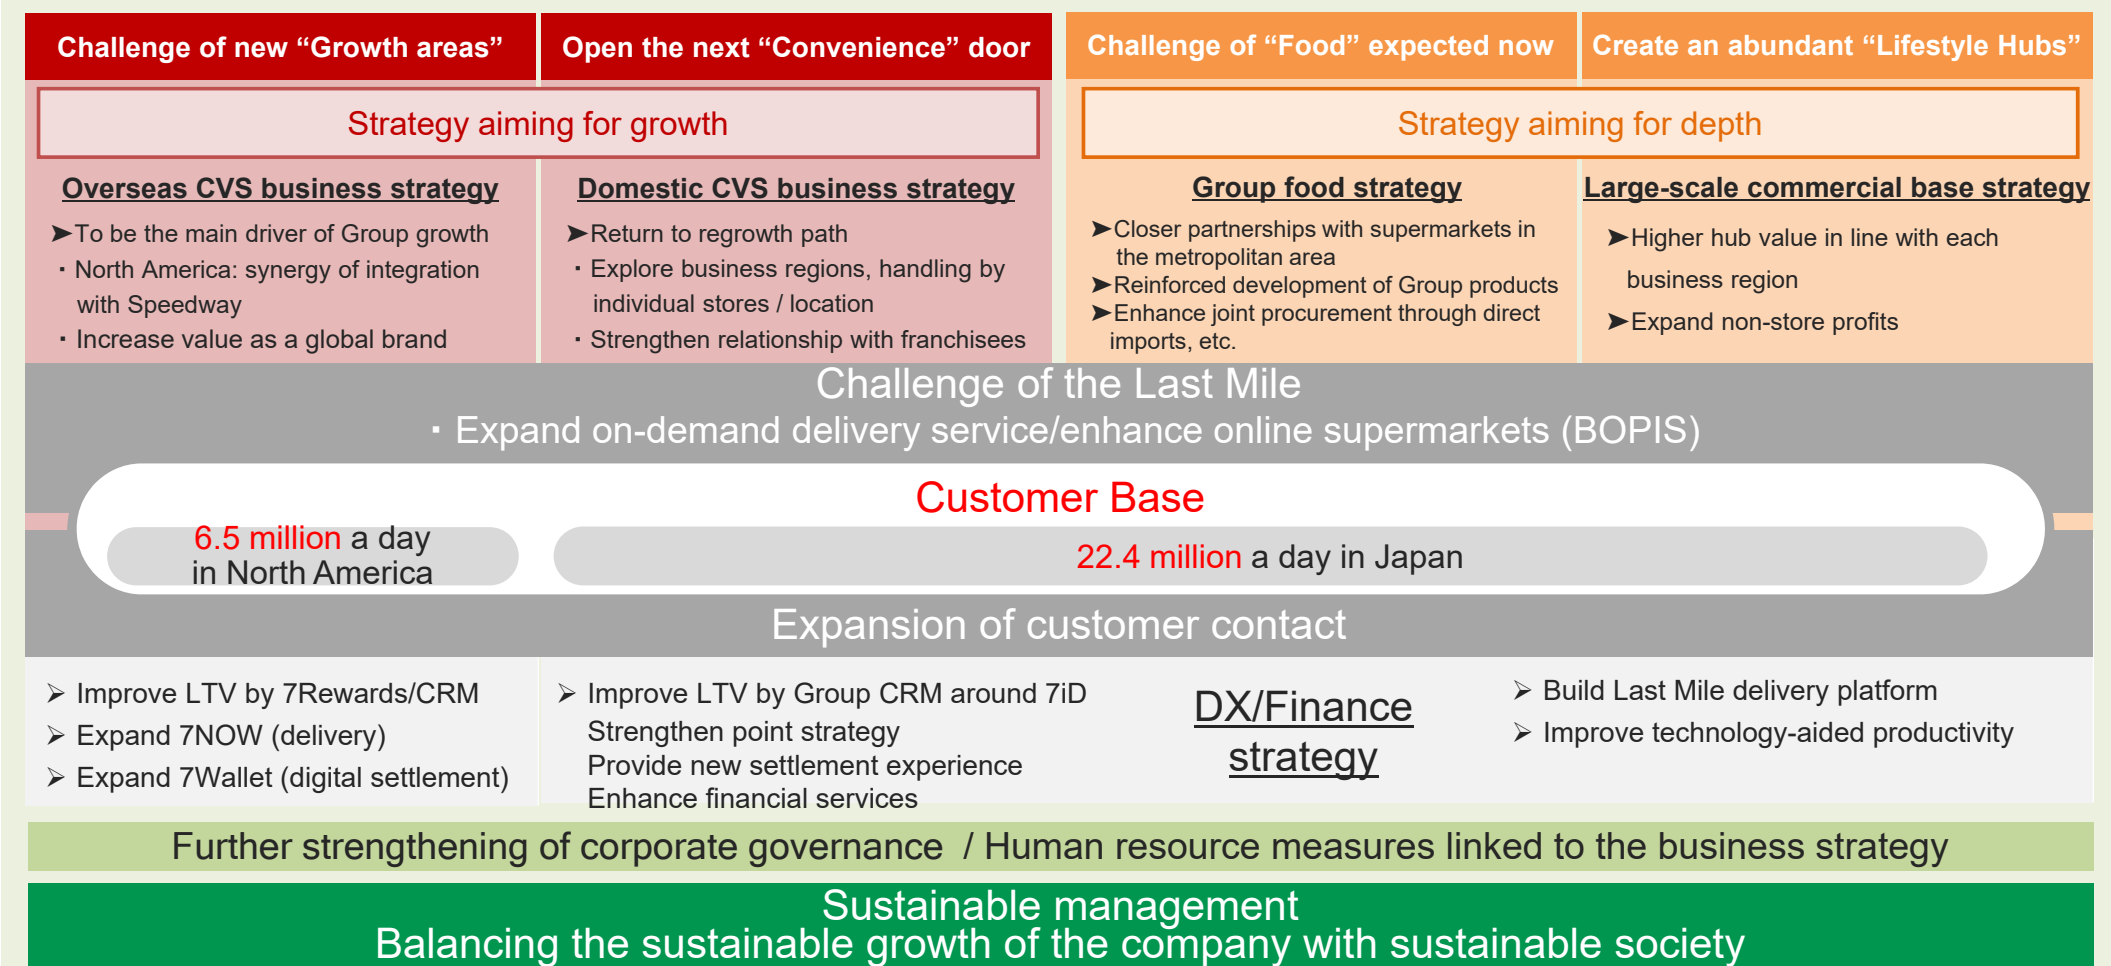 Challenge of new “Growth areas”
Open the next “Convenience” door
Challenge of “Food” expected now
Create an abundant “Lifestyle Hubs”
Strategy aiming for growth
Strategy aiming for depth
Overseas CVS business strategy
➤To be the main driver of Group growth
・North America: synergy of integration
with Speedway
・Increase value as a global brand
Domestic CVS business strategy
➤Return to regrowth path
・Explore business regions, handling by
individual stores / location
・Strengthen relationship with franchisees
Group food strategy
➤Closer partnerships with supermarkets in
the metropolitan area
➤Reinforced development of Group products
➤Enhance joint procurement through direct
imports, etc.
Large-scale commercial base strategy
➤Higher hub value in line with each
business region
➤Expand non-store profits
Challenge of the Last Mile
・Expand on-demand delivery service/enhance online supermarkets (BOPIS)
Customer Base
6.5 million a day
in North America
22.4 million a day in Japan
Expansion of customer contact
➢ Improve LTV by 7Rewards/CRM
➢ Expand 7NOW (delivery)
➢ Expand 7Wallet (digital settlement)
➢ Improve LTV by Group CRM around 7iD
Strengthen point strategy
Provide new settlement experience
Enhance financial services
DX/Finance
strategy
➢ Build Last Mile delivery platform
➢ Improve technology-aided productivity
Further strengthening of corporate governance / Human resource measures linked to the business strategy
Sustainable management
Balancing the sustainable growth of the company with sustainable society